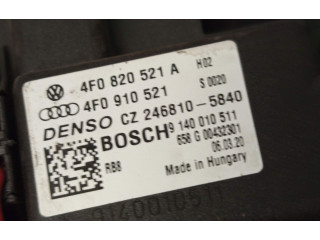 4F0 820 521 A H02
4F0 910 521 S 0020
DENSO CZ 246810-5840
BOSCH 9 140 010 511
658 G 00432301
RB8 06.03.20
Made in Hungary